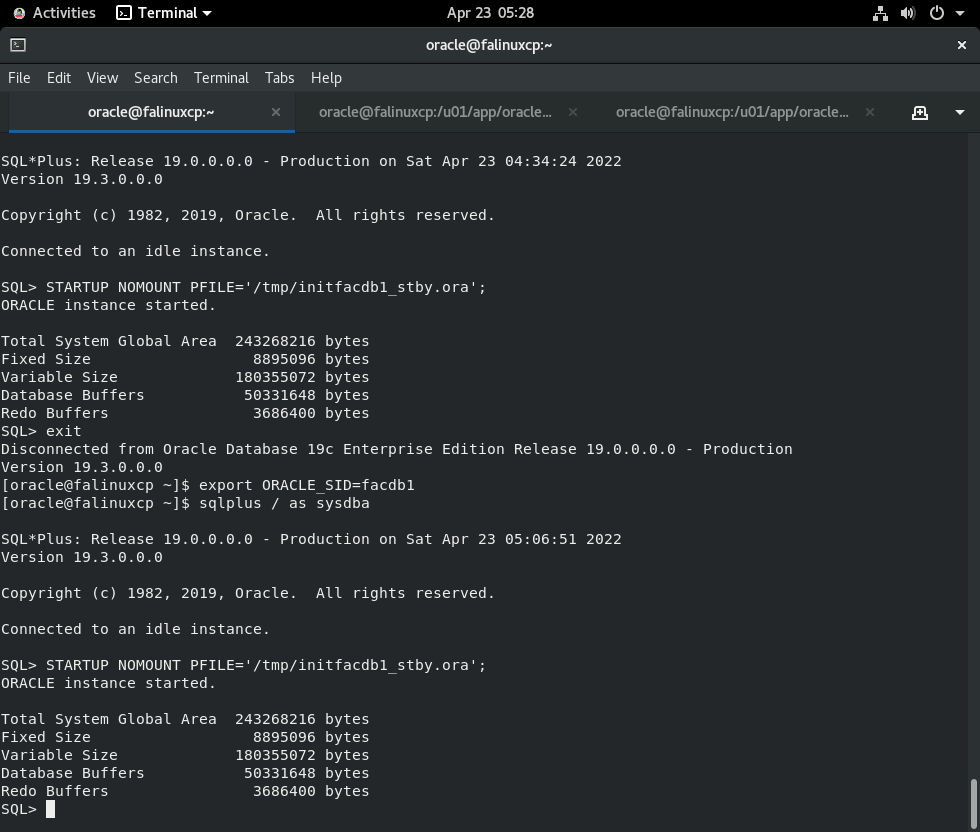 Activities Terminal Apr 23 05:28
oracle@falinuxcp:~
File Edit View Search Terminal Tabs Help
oracle@falinuxcp:~ oracle@falinuxcp:/u01/app/oracle... oracle@falinuxcp:/u01/app/oracle...
SQL*Plus: Release 19.0.0.0.0 - Production on Sat Apr 23 04:34:24 2022
Version 19.3.0.0.0
Copyright (c) 1982, 2019, Oracle.  All rights reserved.
Connected to an idle instance.
SQL> STARTUP NOMOUNT PFILE='/tmp/initfacdb1_stby.ora';
ORACLE instance started.
Total System Global Area  243268216 bytes
Fixed Size                  8895096 bytes
Variable Size             180355072 bytes
Database Buffers           50331648 bytes
Redo Buffers                3686400 bytes
SQL> exit
Disconnected from Oracle Database 19c Enterprise Edition Release 19.0.0.0.0 - Production
Version 19.3.0.0.0
[oracle@falinuxcp ~]$ export ORACLE_SID=facdb1
[oracle@falinuxcp ~]$ sqlplus / as sysdba
SQL*Plus: Release 19.0.0.0.0 - Production on Sat Apr 23 05:06:51 2022
Version 19.3.0.0.0
Copyright (c) 1982, 2019, Oracle.  All rights reserved.
Connected to an idle instance.
SQL> STARTUP NOMOUNT PFILE='/tmp/initfacdb1_stby.ora';
ORACLE instance started.
Total System Global Area  243268216 bytes
Fixed Size                  8895096 bytes
Variable Size             180355072 bytes
Database Buffers           50331648 bytes
Redo Buffers                3686400 bytes
SQL>